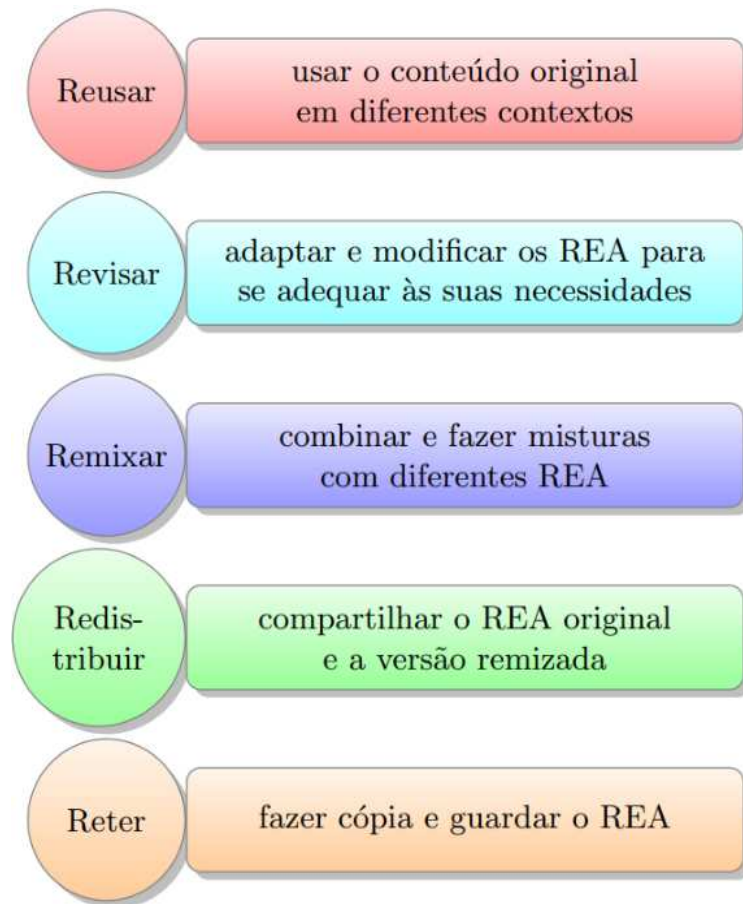 Reusar
usar o conteúdo original
em diferentes contextos
Revisar
adaptar e modificar os REA para
se adequar às suas necessidades
Remixar
combinar e fazer misturas
com diferentes REA
Redis-
tribuir
compartilhar o REA original
e a versão remizada
Reter
fazer cópia e guardar o REA